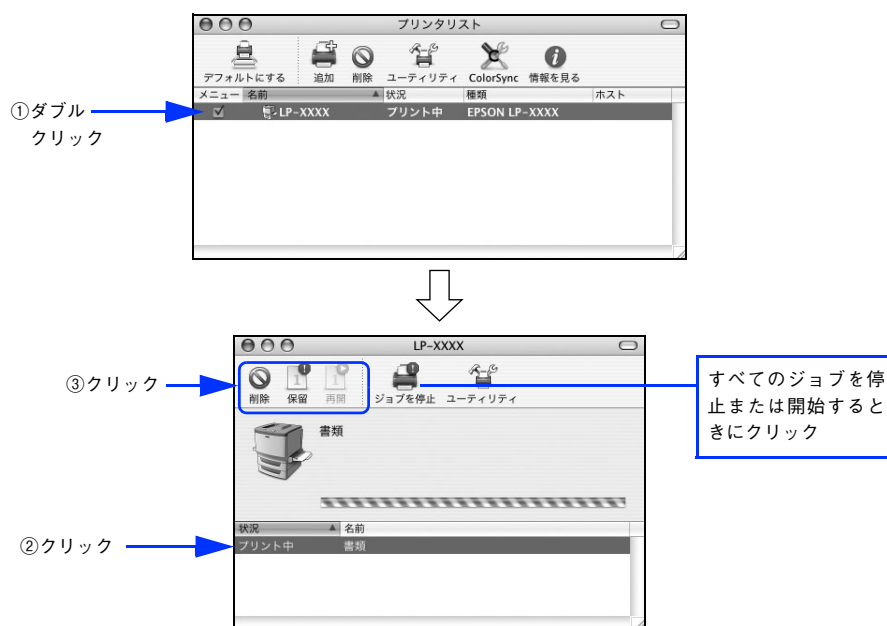 プリンタリスト
デフォルトにする 追加 削除 ユーティリティ ColorSync 情報を見る
メニュー 名前 状況 種類 ホスト
LP-XXXX プリント中 EPSON LP-XXXX
①ダブル
クリック
LP-XXXX
削除 保留 再開 ジョブを停止 ユーティリティ
③クリック
すべてのジョブを停
止または開始すると
きにクリック
書類
状況 名前
プリント中 書類
②クリック